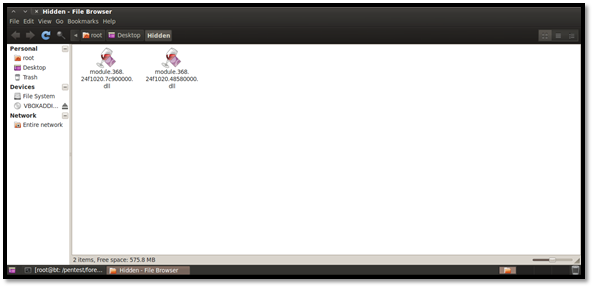 Hidden - File Browser
File Edit View Go Bookmarks Help
root Desktop Hidden
Personal
root
Desktop
Trash
Devices
File System
VBOXADDI...
Network
Entire network
module.368.
24f1020.7c900000.
dll
module.368.
24f1020.48580000.
dll
2 items, Free space: 575.8 MB
[root@bt: /pentest/fore... Hidden - File Browser